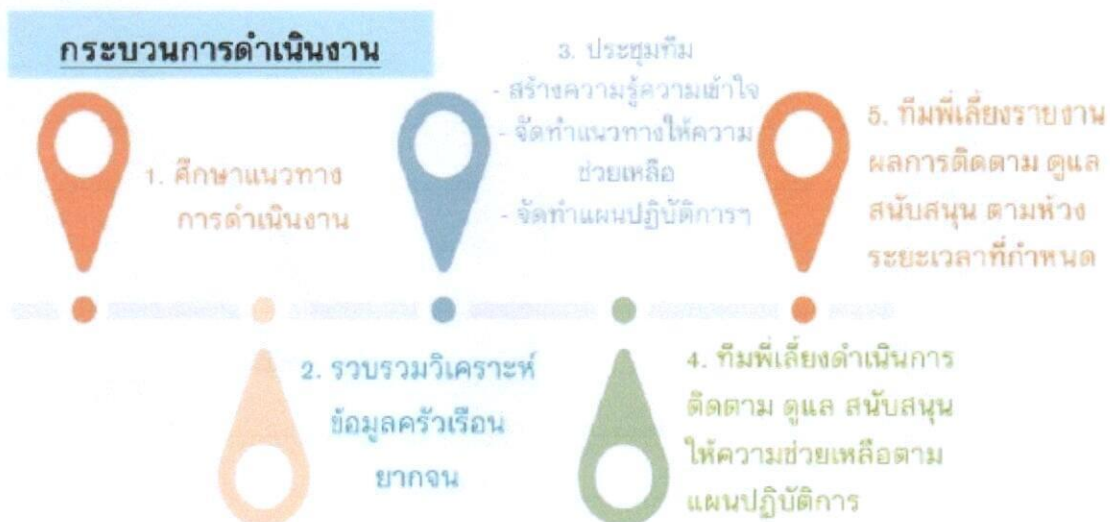 กระบวนการดำเนินงาน
1. ศึกษาแนวทาง
การดำเนินงาน
2. รวบรวมวิเคราะห์
ข้อมูลครัวเรือน
ยากจน
3. ประชุมทีม
- สร้างความรู้ความเข้าใจ
- จัดทำแนวทางให้ความ
ช่วยเหลือ
- จัดทำแผนปฏิบัติการฯ
4. ทีมพี่เลี้ยงดำเนินการ
ติดตาม ดูแล สนับสนุน
ให้ความช่วยเหลือตาม
แผนปฏิบัติการ
5. ทีมพี่เลี้ยงรายงาน
ผลการติดตาม ดูแล
สนับสนุน ตามห้วง
ระยะเวลาที่กำหนด